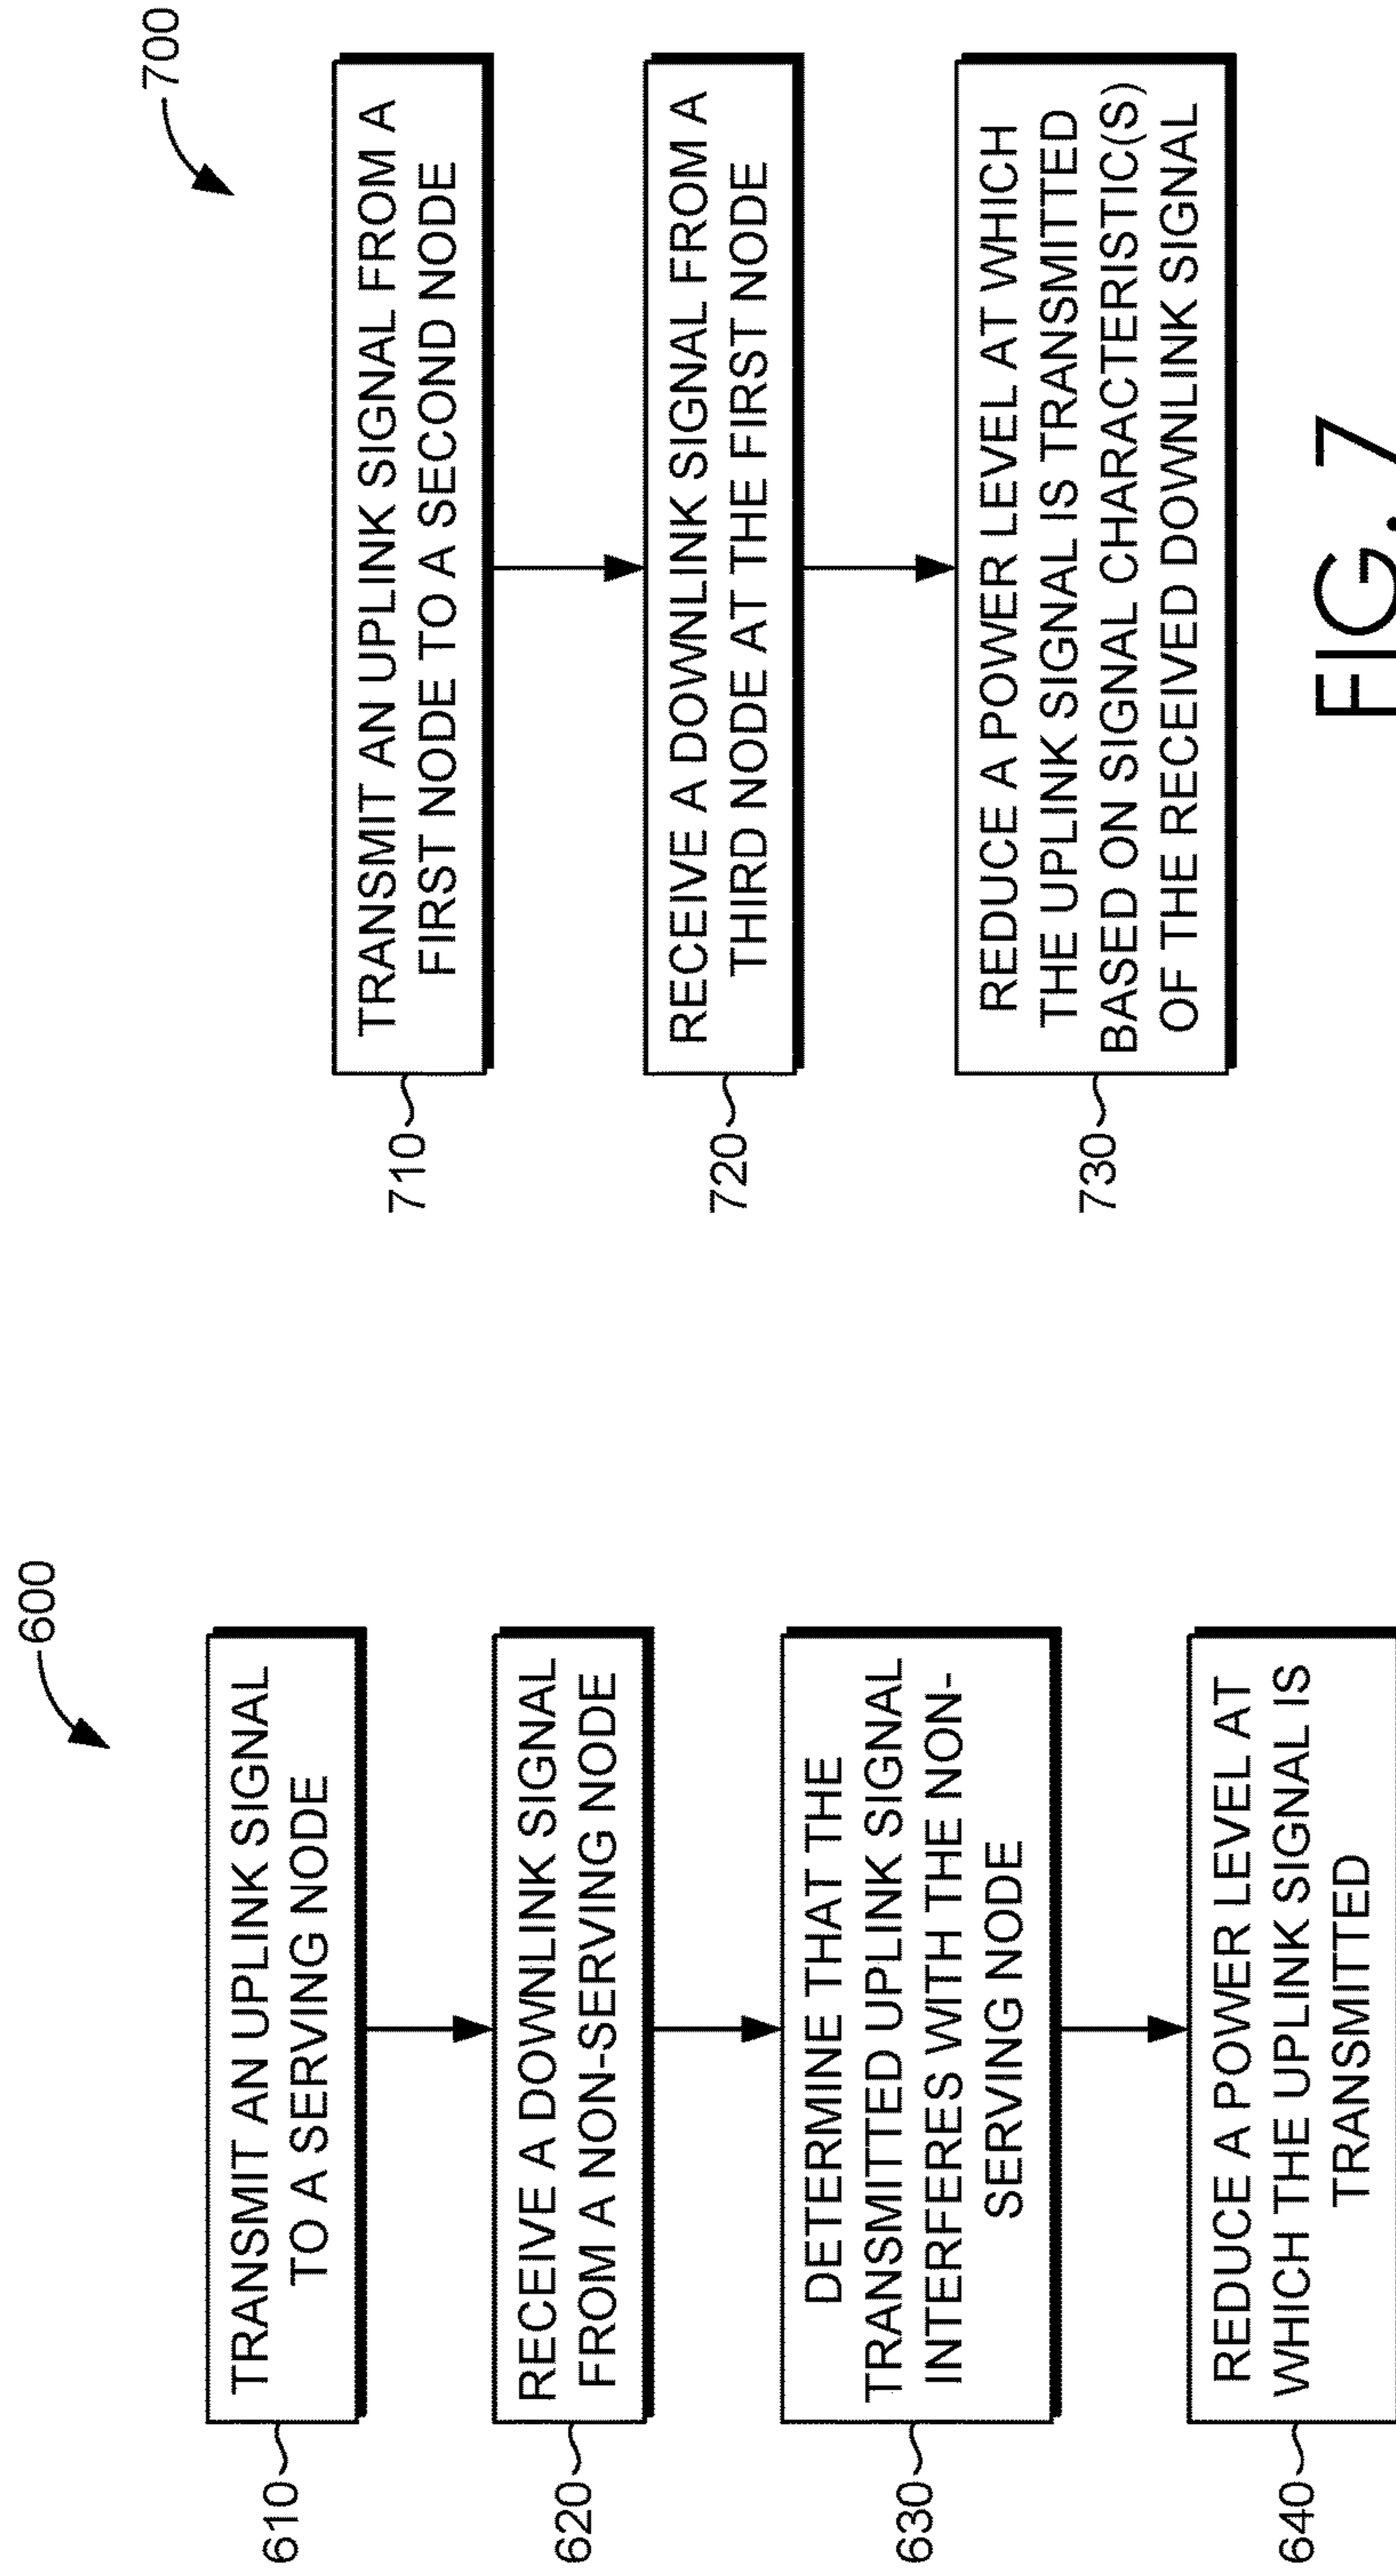 600
610
TRANSMIT AN UPLINK SIGNAL
TO A SERVING NODE
620
RECEIVE A DOWNLINK SIGNAL
FROM A NON-SERVING NODE
630
DETERMINE THAT THE
TRANSMITTED UPLINK SIGNAL
INTERFERES WITH THE NON-
SERVING NODE
640
REDUCE A POWER LEVEL AT
WHICH THE UPLINK SIGNAL IS
TRANSMITTED
700
710
TRANSMIT AN UPLINK SIGNAL FROM A
FIRST NODE TO A SECOND NODE
720
RECEIVE A DOWNLINK SIGNAL FROM A
THIRD NODE AT THE FIRST NODE
730
REDUCE A POWER LEVEL AT WHICH
THE UPLINK SIGNAL IS TRANSMITTED
BASED ON SIGNAL CHARACTERISTIC(S)
OF THE RECEIVED DOWNLINK SIGNAL
FIG. 7